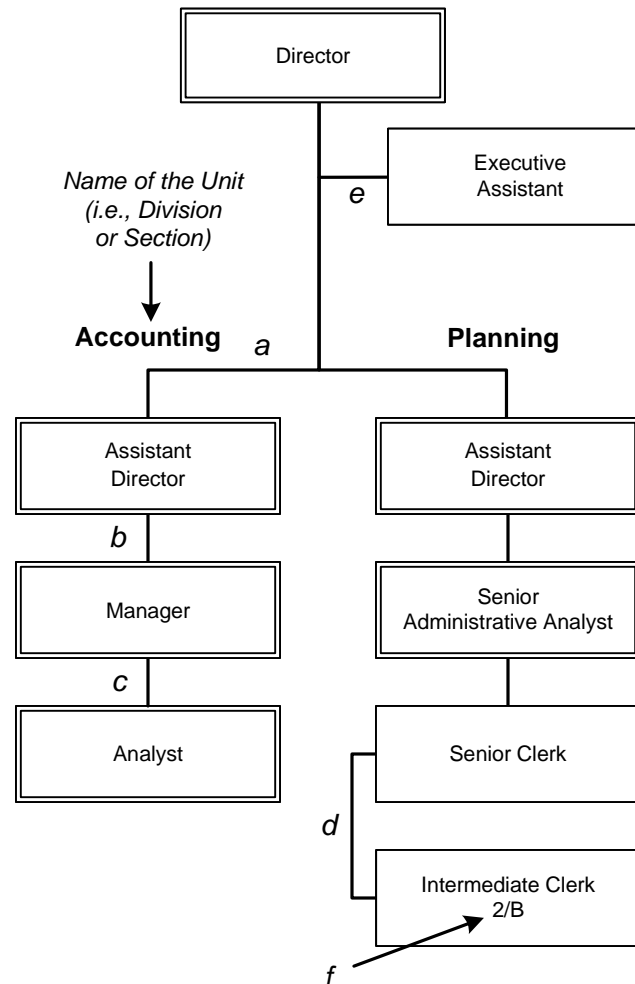 Director
Executive
Assistant
e
Name of the Unit
(i.e., Division
or Section)
Accounting
a
Planning
Assistant
Director
Assistant
Director
b
Manager
Senior
Administrative Analyst
c
Analyst
Senior Clerk
d
Intermediate Clerk
2/B
f